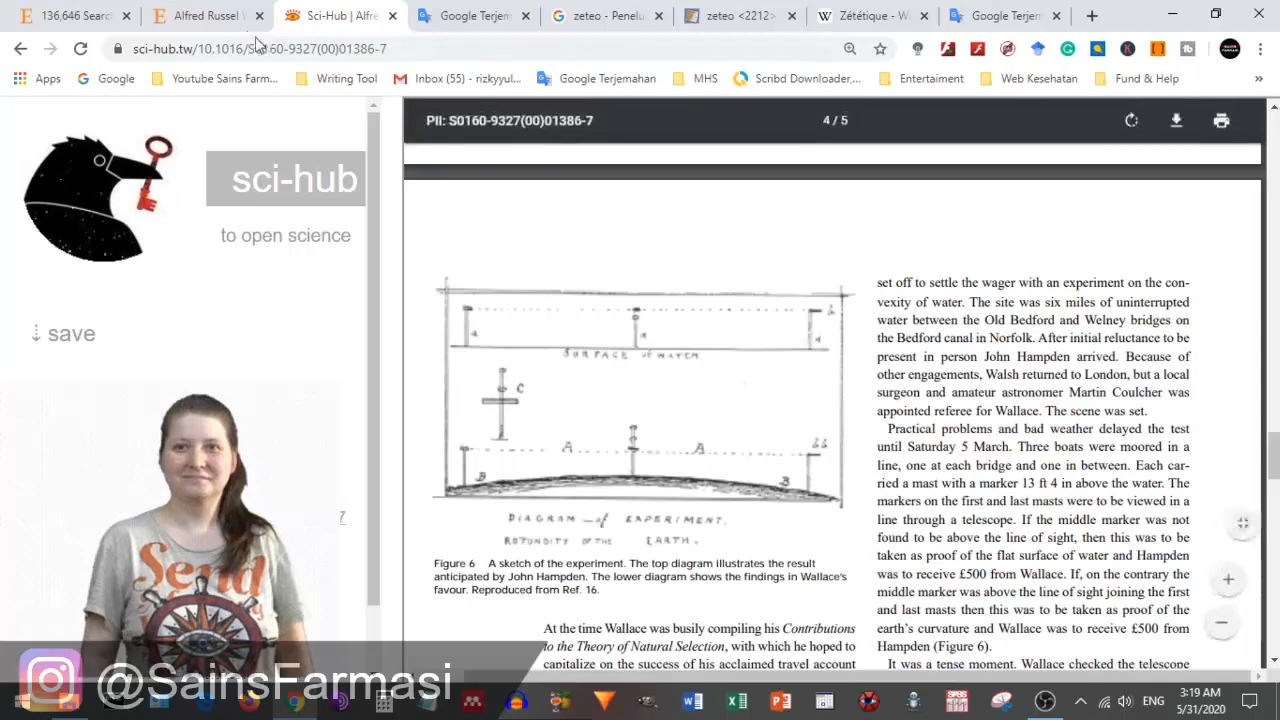 136,646 Search
Alfred Russel W
Sci-Hub | Alfre
Google Terjem
zeteo - Penelu
zeteo <2212>
Zététique - W
Google Terjem
sci-hub.tw/10.1016/S0160-9327(00)01386-7
Apps
Google
Youtube Sains Farm...
Writing Tool
Inbox (55) - rizkyyul...
Google Terjemahan
MHS
Scribd Downloader,...
Entertaiment
Web Kesehatan
Fund & Help
»
sci-hub
to open science
⇣ save
PII: S0160-9327(00)01386-7
4 / 5
SURFACE OF WATER
C
A A
B B
DIAGRAM - of EXPERIMENT.
ROTUNDITY OF THE EARTH.
Figure 6 A sketch of the experiment. The top diagram illustrates the result
anticipated by John Hampden. The lower diagram shows the findings in Wallace's
favour. Reproduced from Ref. 16.
At the time Wallace was busily compiling his Contributions
to the Theory of Natural Selection, with which he hoped to
capitalize on the success of his acclaimed travel account
set off to settle the wager with an experiment on the con-
vexity of water. The site was six miles of uninterrupted
water between the Old Bedford and Welney bridges on
the Bedford canal in Norfolk. After initial reluctance to be
present in person John Hampden arrived. Because of
other engagements, Walsh returned to London, but a local
surgeon and amateur astronomer Martin Coulcher was
appointed referee for Wallace. The scene was set.
Practical problems and bad weather delayed the test
until Saturday 5 March. Three boats were moored in a
line, one at each bridge and one in between. Each car-
ried a mast with a marker 13 ft 4 in above the water. The
markers on the first and last masts were to be viewed in a
line through a telescope. If the middle marker was not
found to be above the line of sight, then this was to be
taken as proof of the flat surface of water and Hampden
was to receive £500 from Wallace. If, on the contrary the
middle marker was above the line of sight joining the first
and last masts then this was to be taken as proof of the
earth's curvature and Wallace was to receive £500 from
Hampden (Figure 6).
It was a tense moment. Wallace checked the telescope
7
Send
@SainsFarmasi
ENG
3:19 AM
5/31/2020